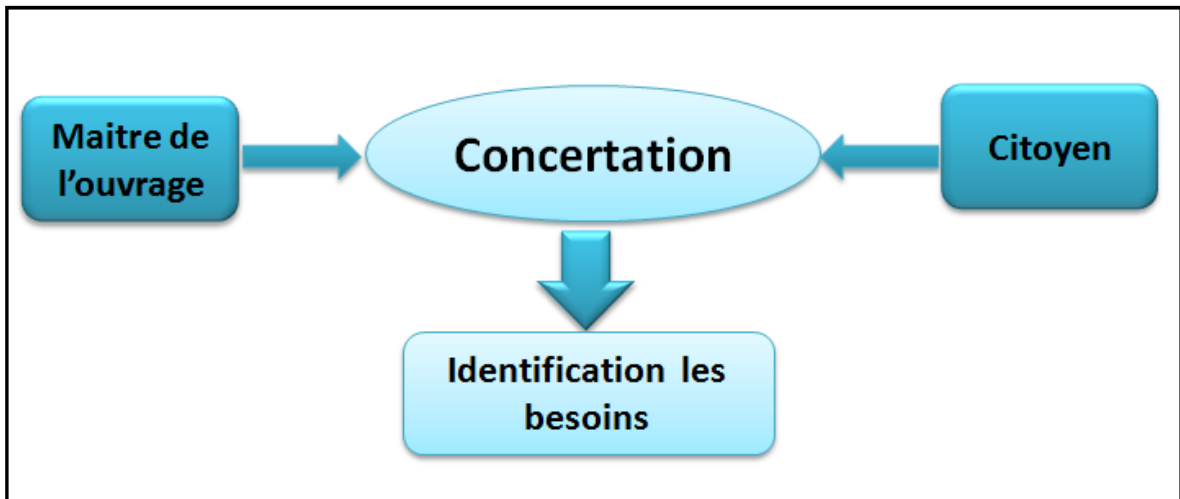 Maitre de
l'ouvrage
Concertation
Citoyen
Identification les
besoins